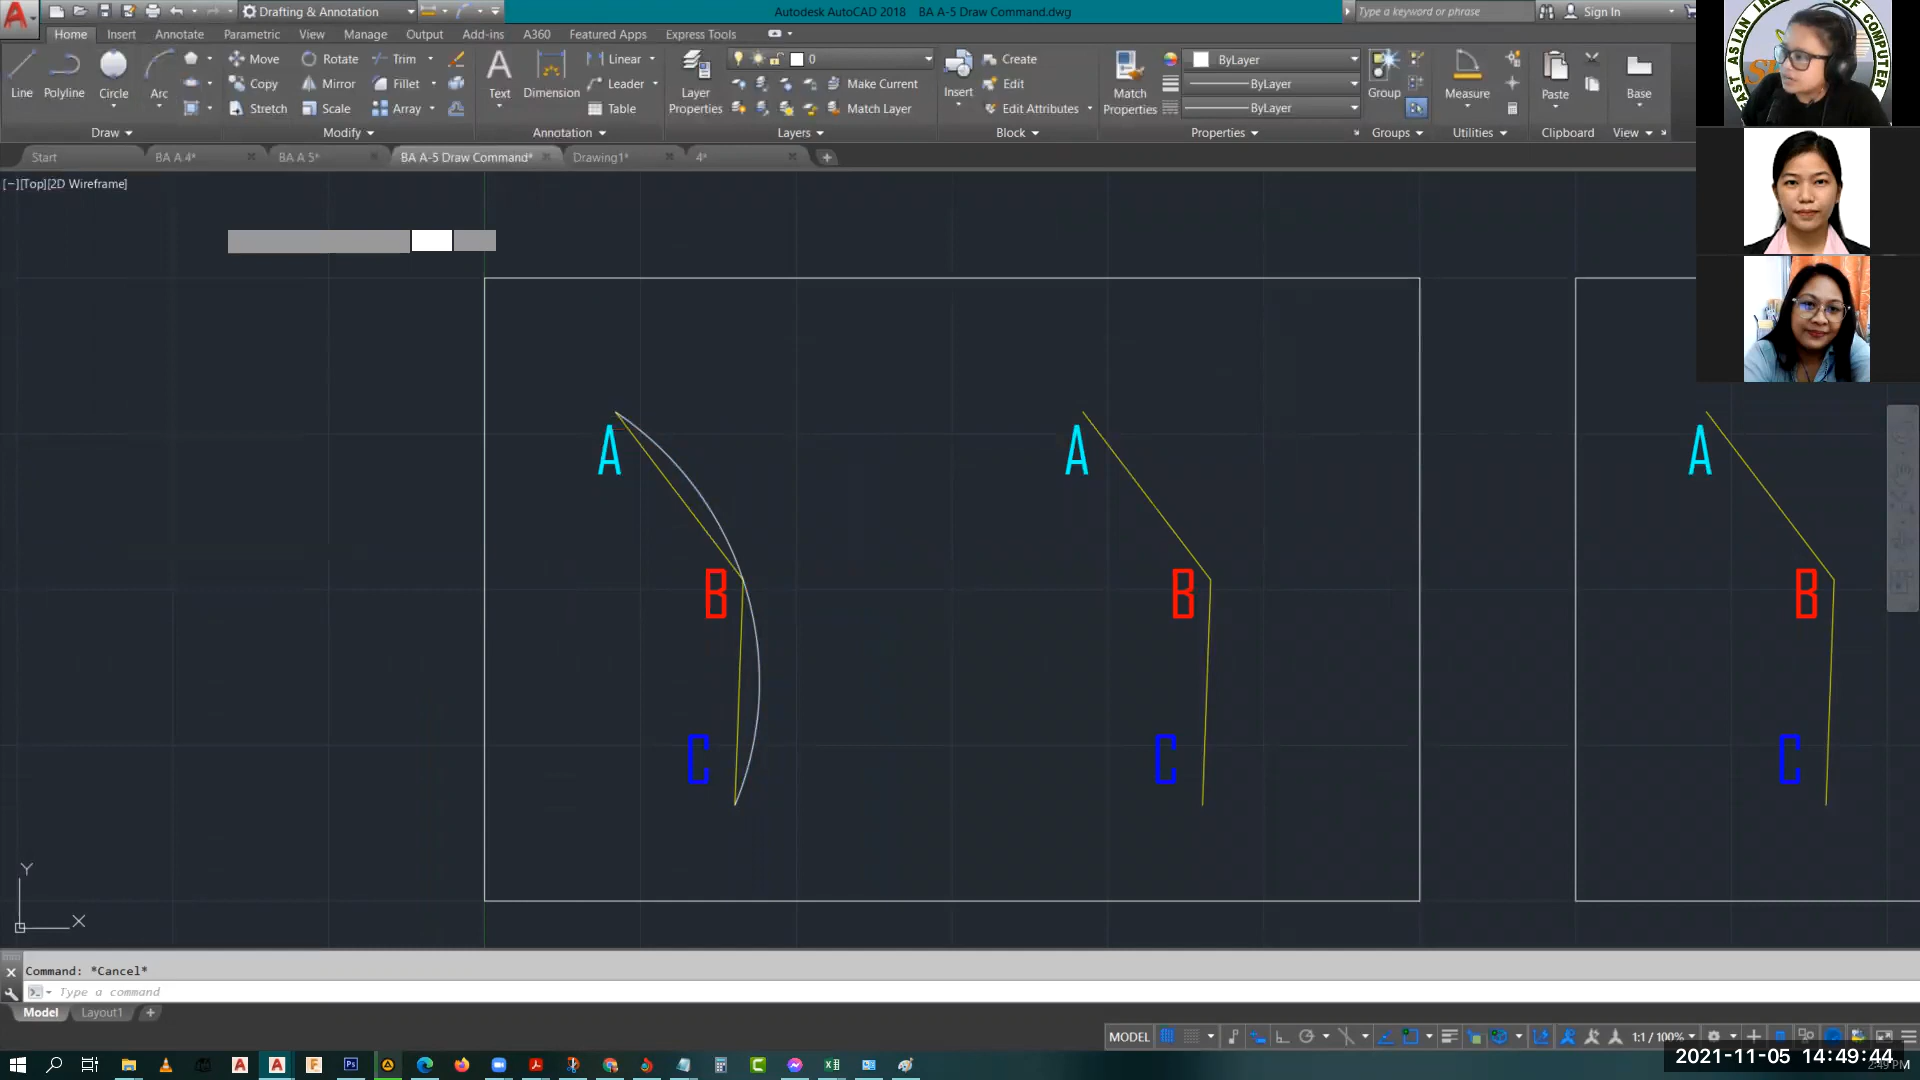 Drafting & Annotation
Autodesk AutoCAD 2018 BA A-5 Draw Command.dwg
Type a keyword or phrase
Sign In
Home Insert Annotate Parametric View Manage Output Add-ins A360 Featured Apps Express Tools
Line Polyline Circle Arc
Move Rotate Trim
Copy Mirror Fillet
Stretch Scale Array
Text Dimension
Linear
Leader
Table
Layer Properties
0
Make Current
Match Layer
Insert
Create
Edit
Edit Attributes
Match Properties
ByLayer
ByLayer
ByLayer
Group
Measure
Paste
Base
Draw Modify Annotation Layers Block Properties Groups Utilities Clipboard View
Start BA A 4* BA A 5* BA A-5 Draw Command* Drawing1* 4*
[−][Top][2D Wireframe]
A A A
B B B
C C C
Y
X
Command: *Cancel*
Type a command
Model Layout1
MODEL 1:1 / 100%
2021-11-05 14:49:44